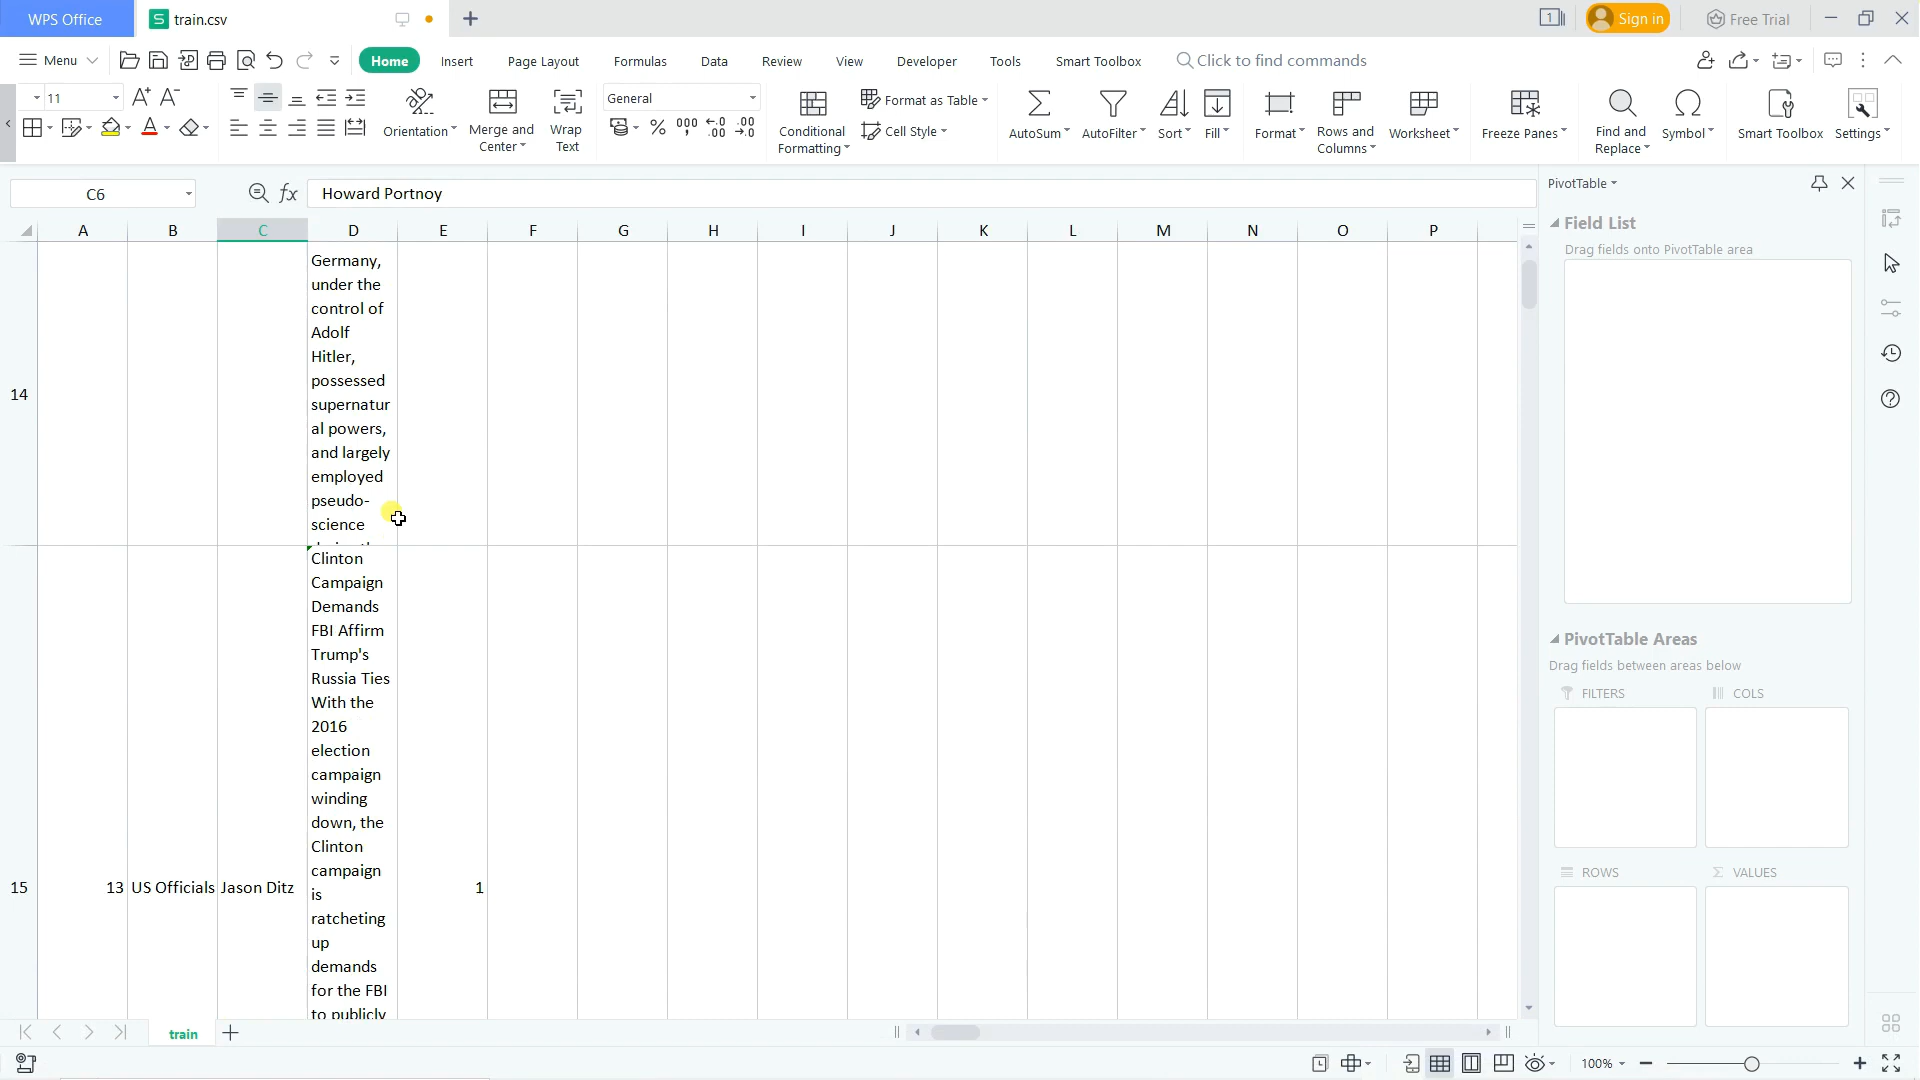 WPS Office
S train.csv
1
Sign in
Free Trial
Menu
Home
Insert
Page Layout
Formulas
Data
Review
View
Developer
Tools
Smart Toolbox
Click to find commands
11
A+ A-
Orientation
Merge and
Center
Wrap
Text
General
Conditional
Formatting
Format as Table
Cell Style
AutoSum
AutoFilter
Sort
Fill
Format
Rows and
Columns
Worksheet
Freeze Panes
Find and
Replace
Symbol
Smart Toolbox
Settings
C6
fx
Howard Portnoy
PivotTable
A B C D E F G H I J K L M N O P
Field List
Drag fields onto PivotTable area
14
Germany,
under the
control of
Adolf
Hitler,
possessed
supernatur
al powers,
and largely
employed
pseudo-
science
15
13 US Officials Jason Ditz
Clinton
Campaign
Demands
FBI Affirm
Trump's
Russia Ties
With the
2016
election
campaign
winding
down, the
Clinton
campaign
is
ratcheting
up
demands
for the FBI
to publicly
1
PivotTable Areas
Drag fields between areas below
FILTERS
COLS
ROWS
Σ VALUES
train
100%